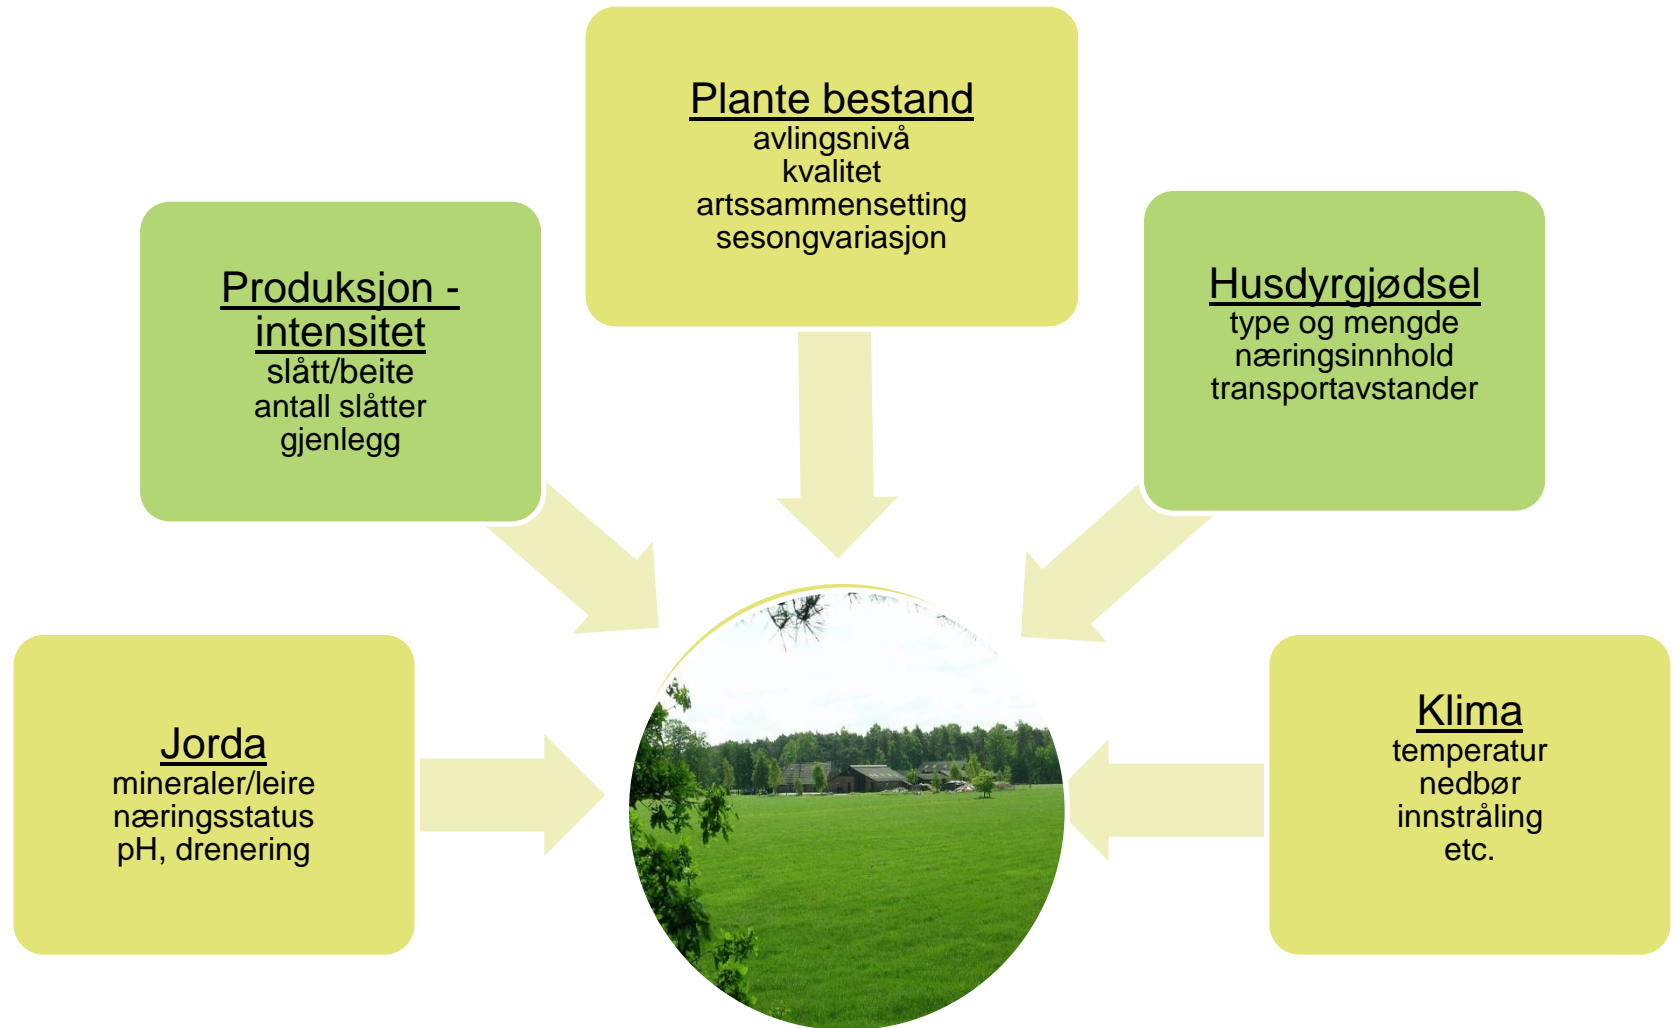 Plante bestand
avlingsnivå
kvalitet
artssammensetting
sesongvariasjon
Produksjon -
intensitet
slått/beite
antall slåtter
gjenlegg
Husdyrgjødsel
type og mengde
næringsinnhold
transportavstander
Jorda
mineraler/leire
næringsstatus
pH, drenering
Klima
temperatur
nedbør
innstråling
etc.